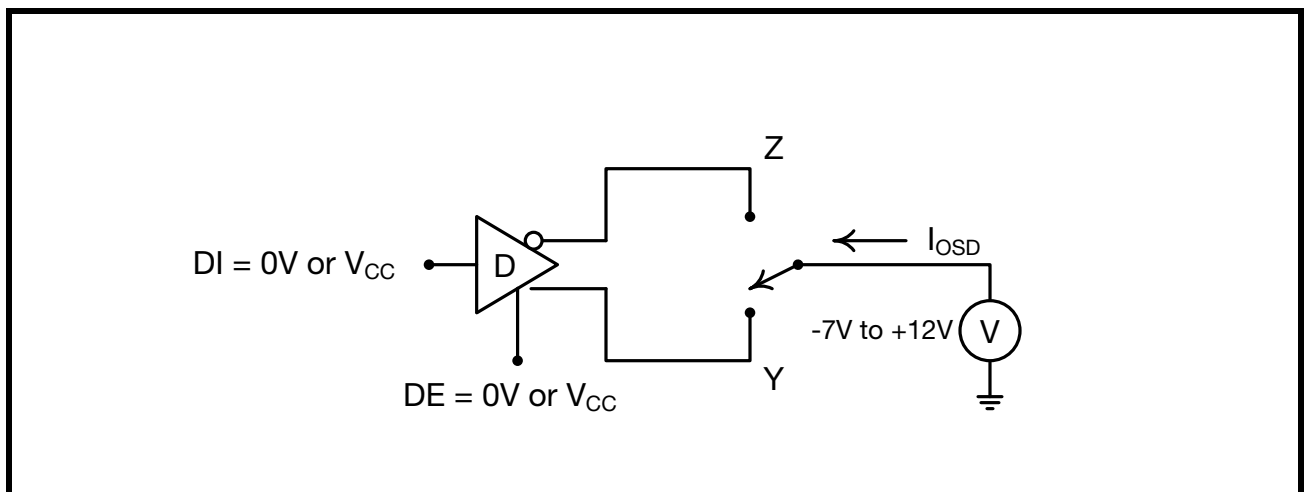 Z
I_OSD
DI = 0V or V_CC
D
-7V to +12V
V
Y
DE = 0V or V_CC